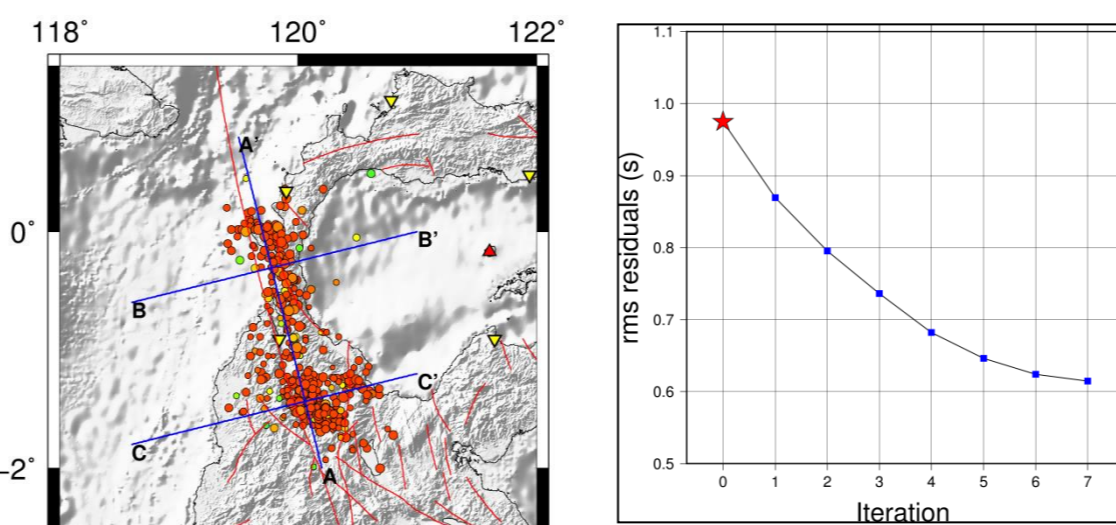 118° 120° 122°
0°
−2°
A'
B'
B
C'
C
A
rms residuals (s)
1.1
1.0
0.9
0.8
0.7
0.6
0.5
0 1 2 3 4 5 6 7
Iteration